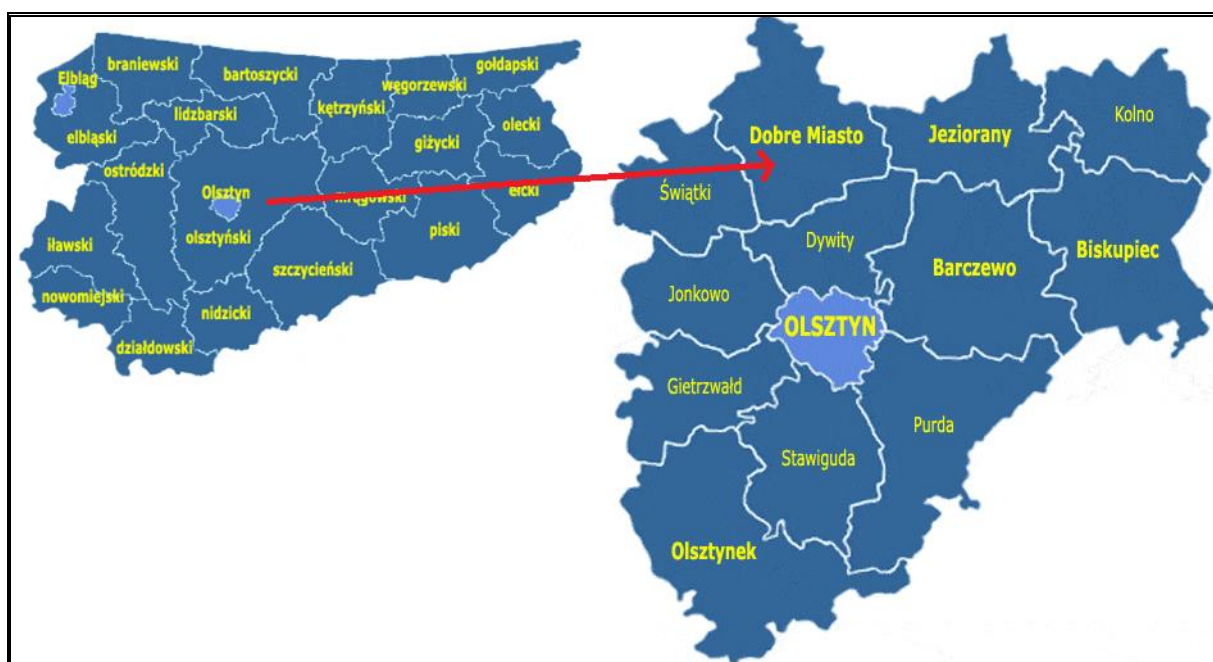 Elbląg
braniewski
bartoszycki
gołdapski
węgorzewski
kętrzyński
lidzbarski
elbląski
giżycki
olecki
ostródzki
Olsztyn
mrągowski
ełcki
olsztyński
piski
iławski
szczycieński
nowomiejski
nidzicki
działdowski
Kolno
Dobre Miasto
Jeziorany
Świątki
Dywity
Biskupiec
Barczewo
Jonkowo
OLSZTYN
Gietrzwałd
Purda
Stawiguda
Olsztynek